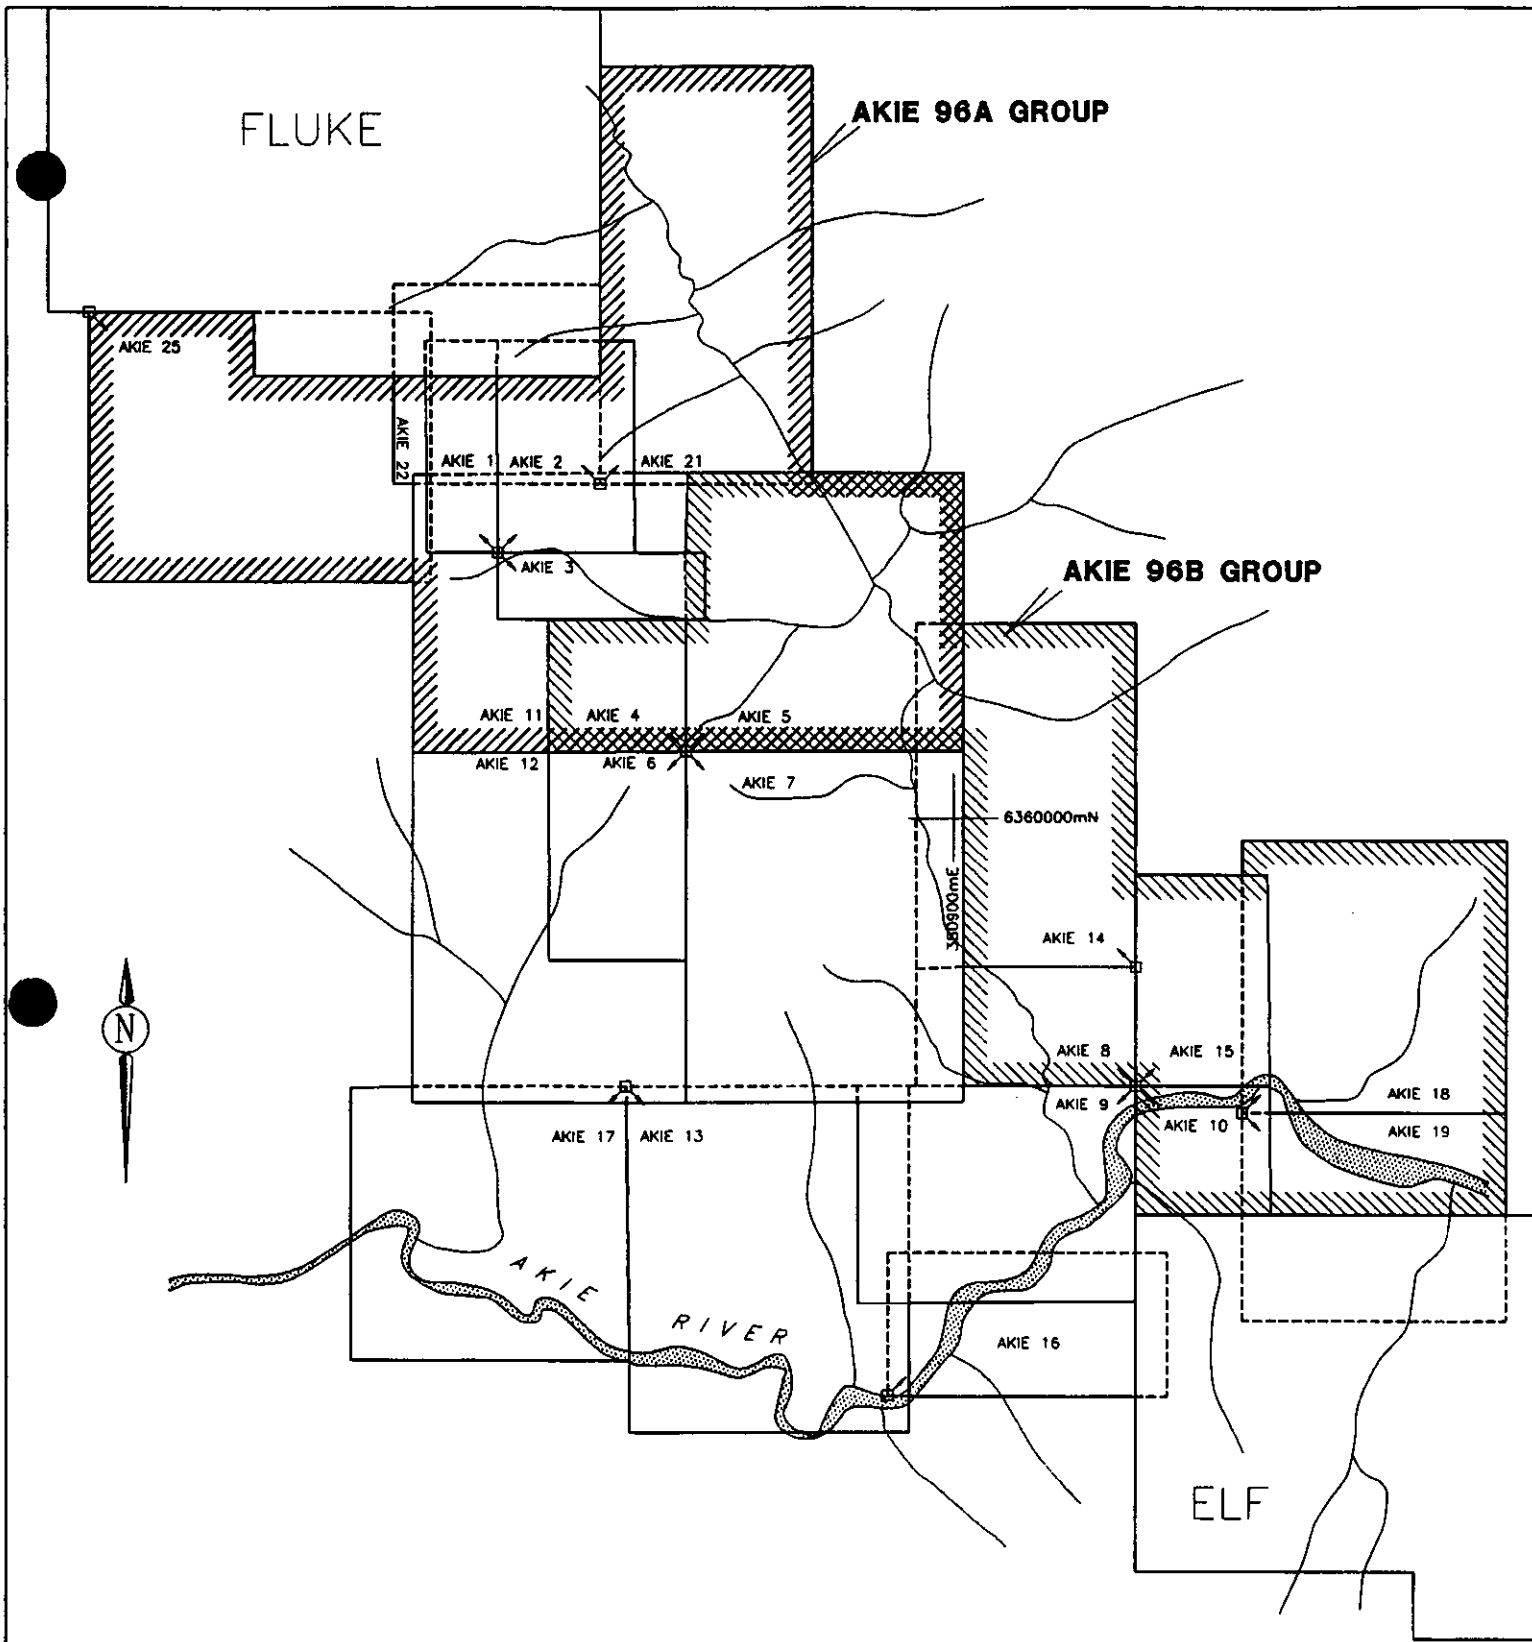 AKIE 96A GROUP
FLUKE
AKIE 25
AKIE 22
AKIE 1
AKIE 2
AKIE 21
AKIE 3
AKIE 96B GROUP
AKIE 11
AKIE 4
AKIE 5
AKIE 12
AKIE 6
AKIE 7
6360000mN
380900mE
AKIE 14
N
AKIE 8
AKIE 15
AKIE 9
AKIE 10
AKIE 18
AKIE 17
AKIE 13
AKIE 19
AKIE RIVER
AKIE 16
ELF